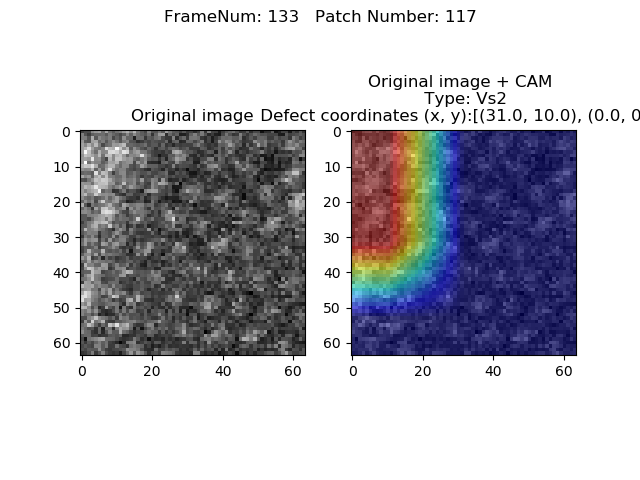 FrameNum: 133   Patch Number: 117
Original image + CAM
Type: Vs2
Original image
Defect coordinates (x, y):[(31.0, 10.0), (0.0, 0
0
10
20
30
40
50
60
0 20 40 60
0
10
20
30
40
50
60
0 20 40 60